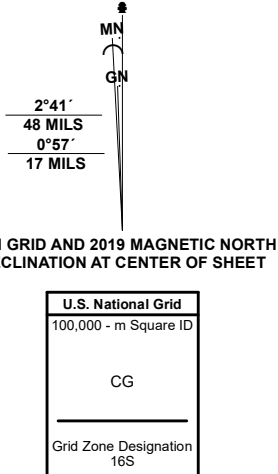 MN
GN
2°41´
48 MILS
0°57´
17 MILS
GRID AND 2019 MAGNETIC NORTH
CLINATION AT CENTER OF SHEET
U.S. National Grid
100,000 - m Square ID
CG
Grid Zone Designation
16S